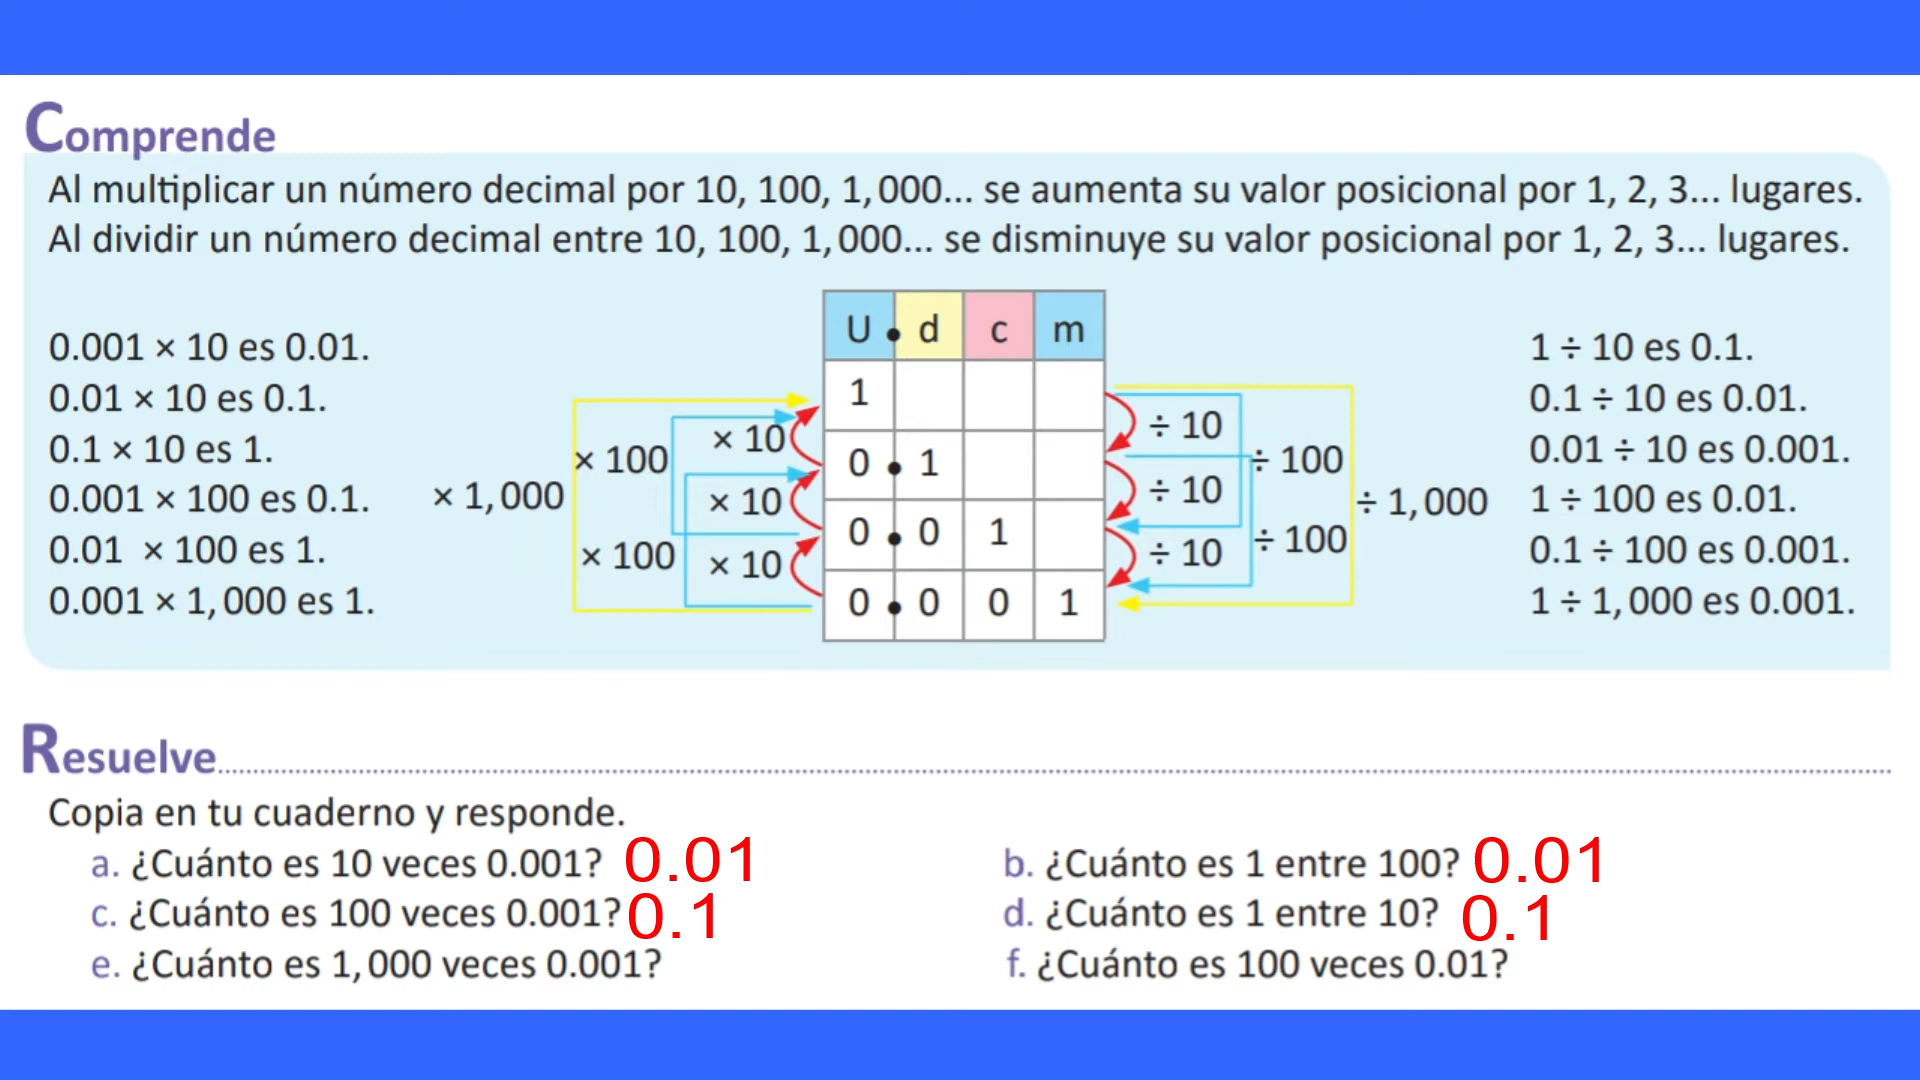 Comprende
Al multiplicar un número decimal por 10, 100, 1,000... se aumenta su valor posicional por 1, 2, 3... lugares.
Al dividir un número decimal entre 10, 100, 1,000... se disminuye su valor posicional por 1, 2, 3... lugares.
0.001 × 10 es 0.01.
0.01 × 10 es 0.1.
0.1 × 10 es 1.
0.001 × 100 es 0.1.
0.01 × 100 es 1.
0.001 × 1,000 es 1.
× 1,000
× 100
× 100
× 10
× 10
× 10
U . d c m
1
0 . 1
0 . 0 1
0 . 0 0 1
÷ 10
÷ 10
÷ 10
÷ 100
÷ 100
÷ 1,000
1 ÷ 10 es 0.1.
0.1 ÷ 10 es 0.01.
0.01 ÷ 10 es 0.001.
1 ÷ 100 es 0.01.
0.1 ÷ 100 es 0.001.
1 ÷ 1,000 es 0.001.
Resuelve
Copia en tu cuaderno y responde.
a. ¿Cuánto es 10 veces 0.001? 0.01
b. ¿Cuánto es 1 entre 100? 0.01
c. ¿Cuánto es 100 veces 0.001? 0.1
d. ¿Cuánto es 1 entre 10? 0.1
e. ¿Cuánto es 1,000 veces 0.001?
f. ¿Cuánto es 100 veces 0.01?